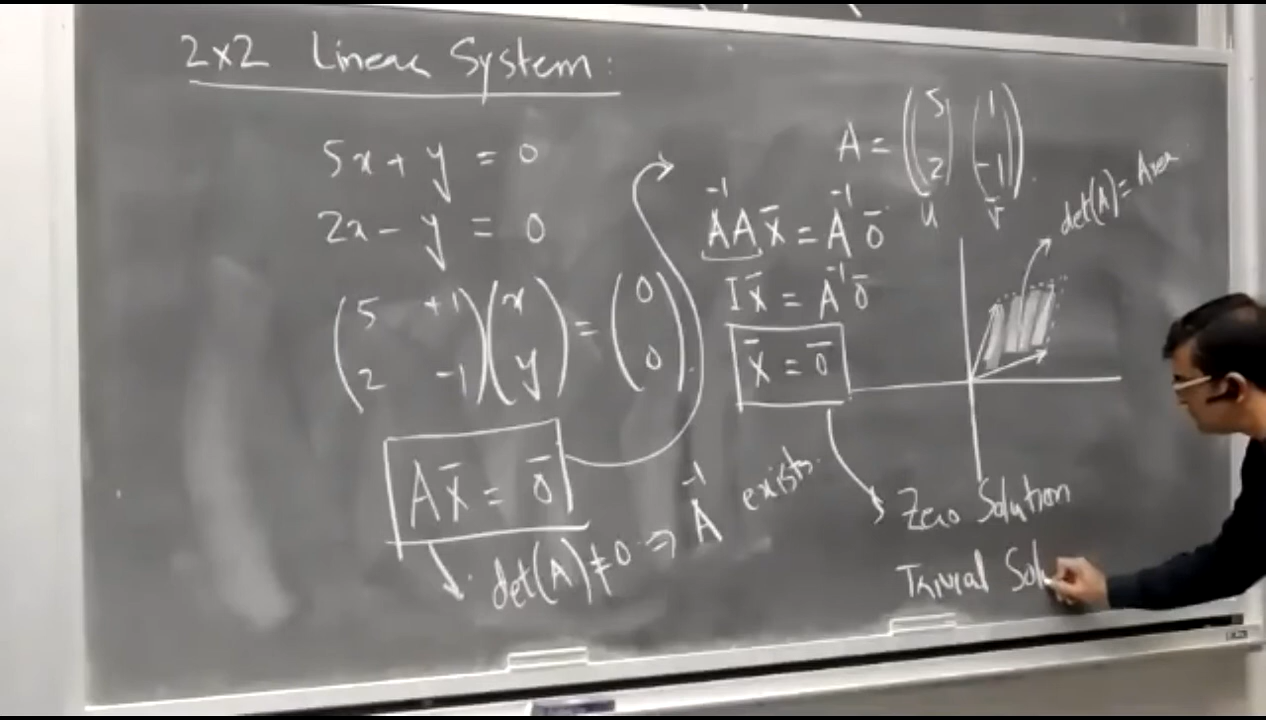 2x2 Linear System:
5x + y = 0
2x - y = 0
(5 +1
2 -1) (x
y) = (0
0).
Ax̄ = 0̄
det(A) ≠ 0 ⇒ A⁻¹ exists.
A⁻¹Ax̄ = A⁻¹0̄
Ix̄ = A⁻¹0̄
x̄ = 0̄
A = (5 1
2 -1).
ū v̄
det(A) = Area
Zero Solution
Trivial Solu